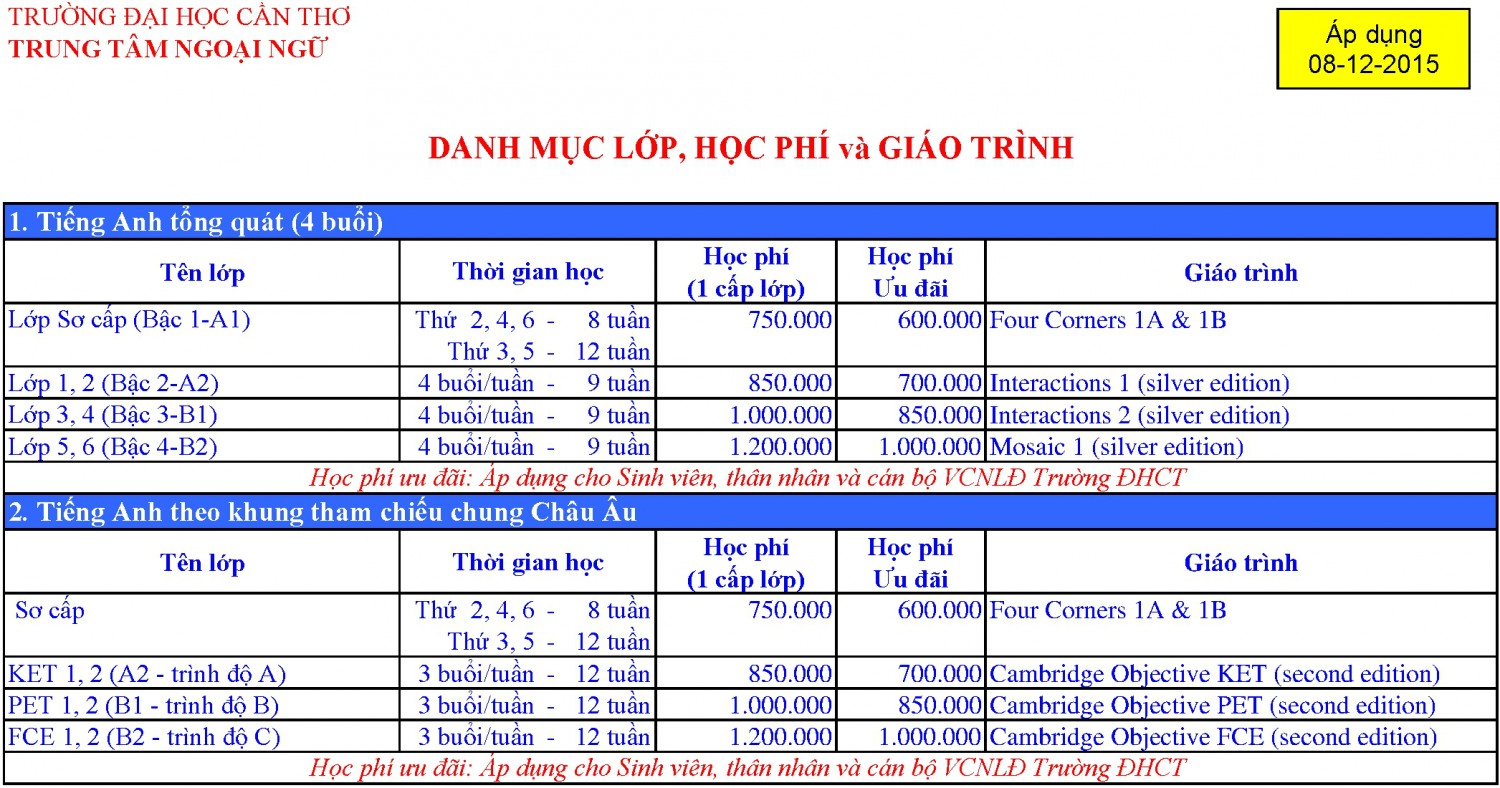 TRƯỜNG ĐẠI HỌC CẦN THƠ
TRUNG TÂM NGOẠI NGỮ
Áp dụng
08-12-2015
DANH MỤC LỚP, HỌC PHÍ và GIÁO TRÌNH
1. Tiếng Anh tổng quát (4 buổi)
Tên lớp Thời gian học Học phí (1 cấp lớp) Học phí Ưu đãi Giáo trình
Lớp Sơ cấp (Bậc 1-A1) Thứ 2, 4, 6 - 8 tuần 750.000 600.000 Four Corners 1A & 1B
Thứ 3, 5 - 12 tuần
Lớp 1, 2 (Bậc 2-A2) 4 buổi/tuần - 9 tuần 850.000 700.000 Interactions 1 (silver edition)
Lớp 3, 4 (Bậc 3-B1) 4 buổi/tuần - 9 tuần 1.000.000 850.000 Interactions 2 (silver edition)
Lớp 5, 6 (Bậc 4-B2) 4 buổi/tuần - 9 tuần 1.200.000 1.000.000 Mosaic 1 (silver edition)
Học phí ưu đãi: Áp dụng cho Sinh viên, thân nhân và cán bộ VCNLĐ Trường ĐHCT
2. Tiếng Anh theo khung tham chiếu chung Châu Âu
Tên lớp Thời gian học Học phí (1 cấp lớp) Học phí Ưu đãi Giáo trình
Sơ cấp Thứ 2, 4, 6 - 8 tuần 750.000 600.000 Four Corners 1A & 1B
Thứ 3, 5 - 12 tuần
KET 1, 2 (A2 - trình độ A) 3 buổi/tuần - 12 tuần 850.000 700.000 Cambridge Objective KET (second edition)
PET 1, 2 (B1 - trình độ B) 3 buổi/tuần - 12 tuần 1.000.000 850.000 Cambridge Objective PET (second edition)
FCE 1, 2 (B2 - trình độ C) 3 buổi/tuần - 12 tuần 1.200.000 1.000.000 Cambridge Objective FCE (second edition)
Học phí ưu đãi: Áp dụng cho Sinh viên, thân nhân và cán bộ VCNLĐ Trường ĐHCT